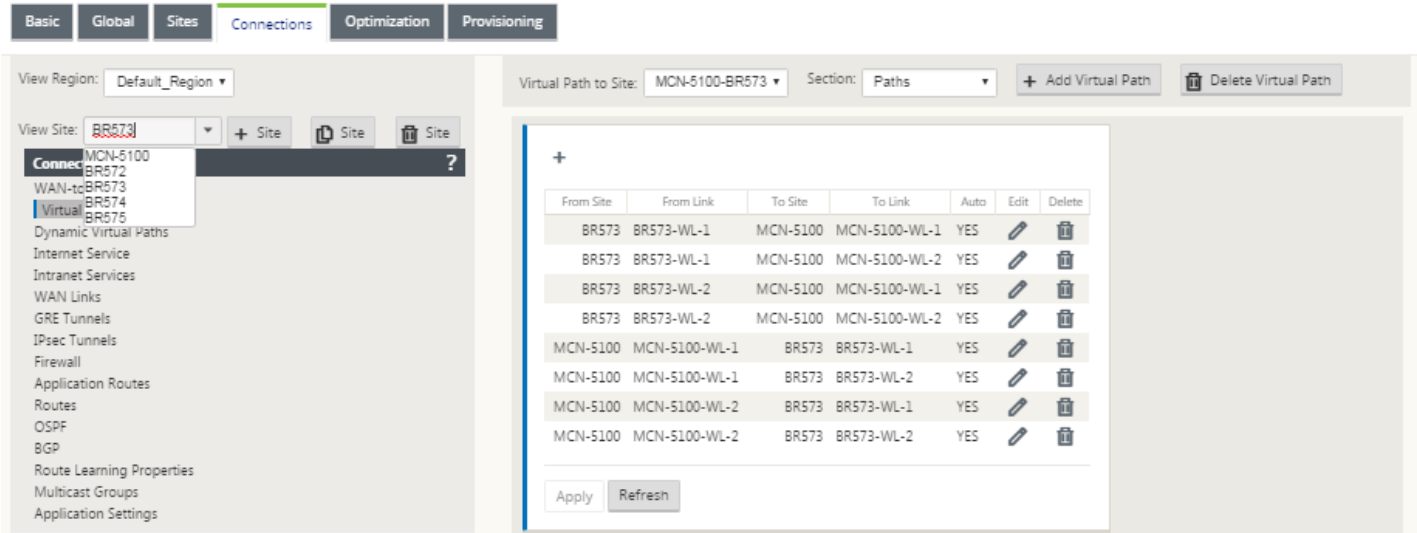 Basic Global Sites Connections Optimization Provisioning
View Region: Default_Region
View Site: BR573 + Site Site Site
MCN-5100
BR572
BR573
BR574
BR575
Connec ?
WAN-to
Virtual
Dynamic Virtual Paths
Internet Service
Intranet Services
WAN Links
GRE Tunnels
IPsec Tunnels
Firewall
Application Routes
Routes
OSPF
BGP
Route Learning Properties
Multicast Groups
Application Settings
Virtual Path to Site: MCN-5100-BR573 Section: Paths + Add Virtual Path Delete Virtual Path
+
From Site From Link To Site To Link Auto Edit Delete
BR573 BR573-WL-1 MCN-5100 MCN-5100-WL-1 YES
BR573 BR573-WL-1 MCN-5100 MCN-5100-WL-2 YES
BR573 BR573-WL-2 MCN-5100 MCN-5100-WL-1 YES
BR573 BR573-WL-2 MCN-5100 MCN-5100-WL-2 YES
MCN-5100 MCN-5100-WL-1 BR573 BR573-WL-1 YES
MCN-5100 MCN-5100-WL-1 BR573 BR573-WL-2 YES
MCN-5100 MCN-5100-WL-2 BR573 BR573-WL-1 YES
MCN-5100 MCN-5100-WL-2 BR573 BR573-WL-2 YES
Apply Refresh